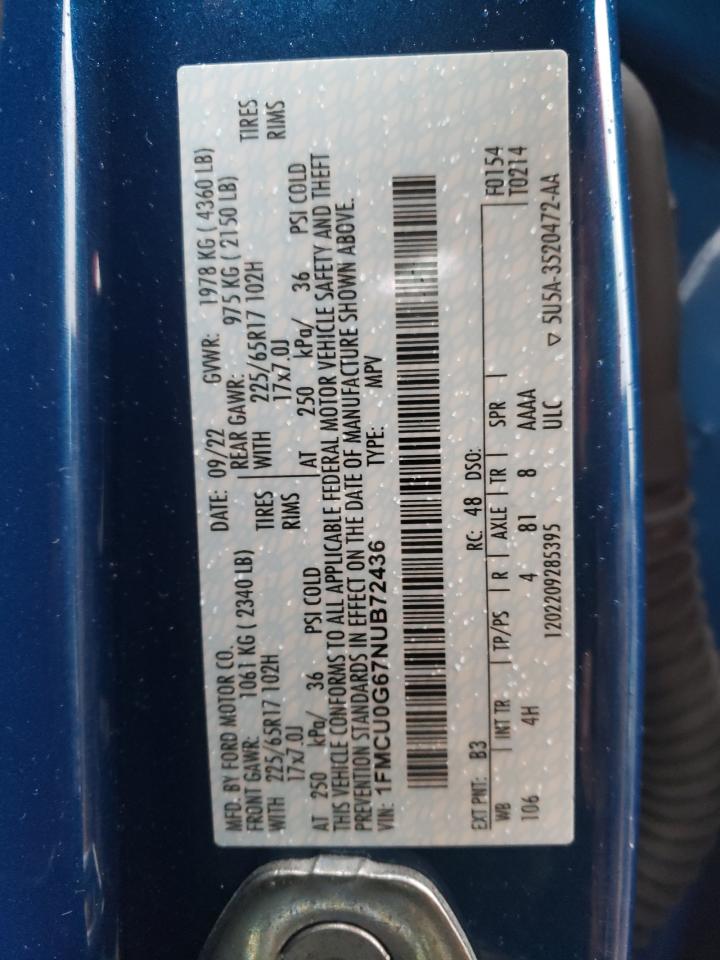 MFD. BY FORD MOTOR CO. DATE: 09/22 GVWR: 1978 KG ( 4360 LB)
FRONT GAWR: 1061 KG ( 2340 LB) REAR GAWR: 975 KG ( 2150 LB)
WITH 225/65R17 102H TIRES WITH 225/65R17 102H TIRES
17x7.0J RIMS 17x7.0J RIMS
AT 250 kPa/ 36 PSI COLD AT 250 kPa/ 36 PSI COLD
THIS VEHICLE CONFORMS TO ALL APPLICABLE FEDERAL MOTOR VEHICLE SAFETY AND THEFT
PREVENTION STANDARDS IN EFFECT ON THE DATE OF MANUFACTURE SHOWN ABOVE.
VIN: 1FMCU0G67NUB72436 TYPE: MPV
EXT PNT: B3 RC: 48 DSO: F0154
WB INT TR TP/PS R AXLE TR SPR T0214
106 4H 4 81 8 AAAA
1202209285395 ULC ▽ 5U5A-3520472-AA